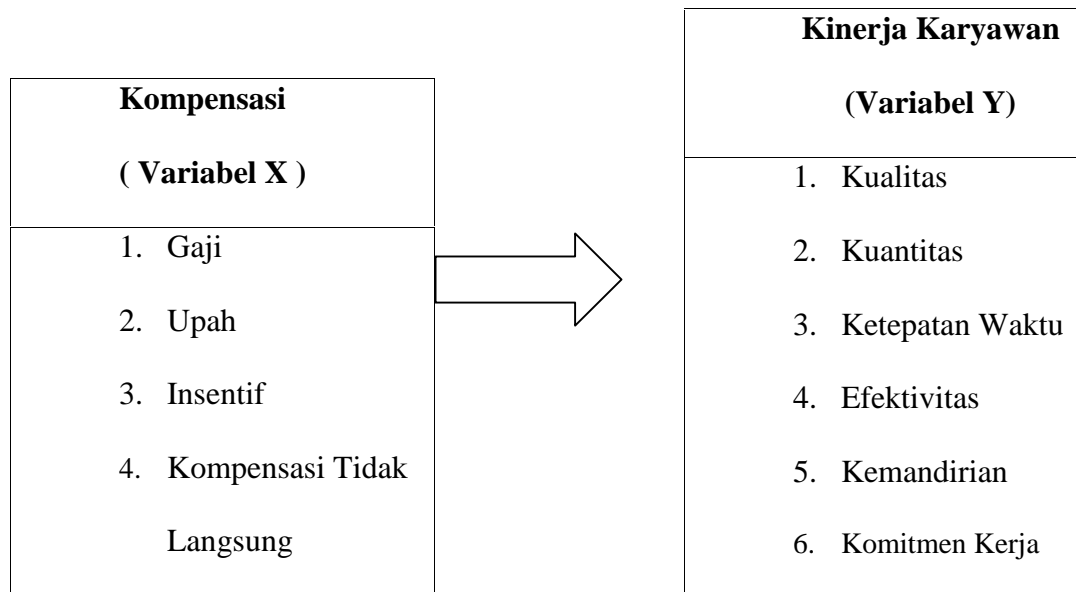 Kompensasi
( Variabel X )
1. Gaji
2. Upah
3. Insentif
4. Kompensasi Tidak
Langsung
Kinerja Karyawan
(Variabel Y)
1. Kualitas
2. Kuantitas
3. Ketepatan Waktu
4. Efektivitas
5. Kemandirian
6. Komitmen Kerja